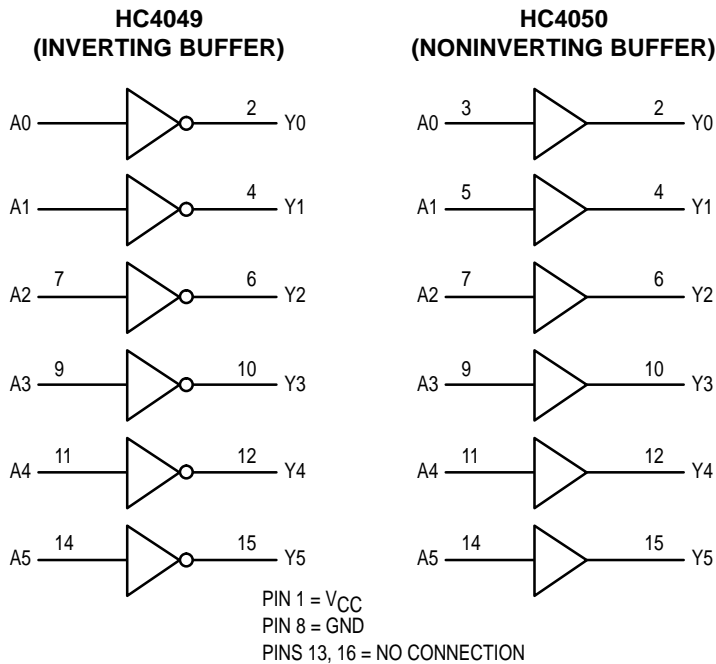 HC4049
(INVERTING BUFFER)
A0 2 Y0
A1 4 Y1
A2 7 6 Y2
A3 9 10 Y3
A4 11 12 Y4
A5 14 15 Y5
HC4050
(NONINVERTING BUFFER)
A0 3 2 Y0
A1 5 4 Y1
A2 7 6 Y2
A3 9 10 Y3
A4 11 12 Y4
A5 14 15 Y5
PIN 1 = VCC
PIN 8 = GND
PINS 13, 16 = NO CONNECTION